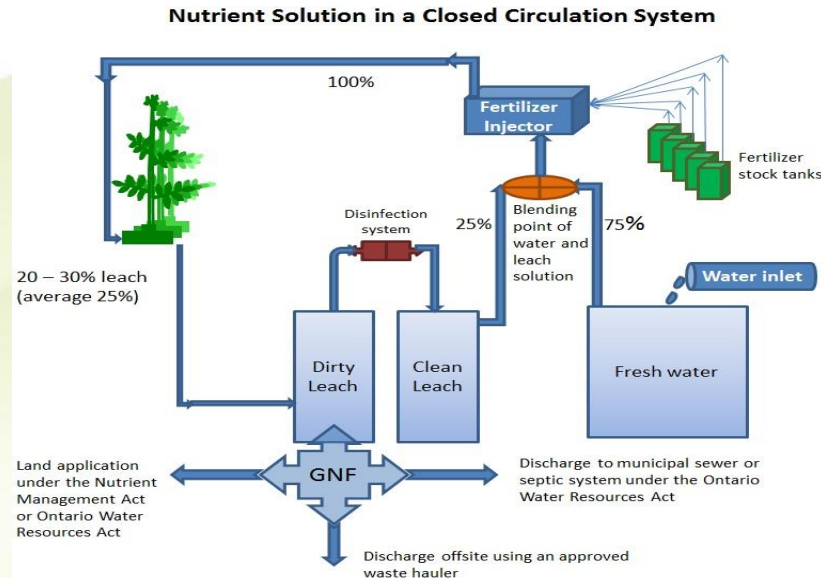 Nutrient Solution in a Closed Circulation System
100%
Fertilizer
Injector
Fertilizer
stock tanks
Disinfection
system
25%
Blending
point of
water and
leach
solution
75%
Water inlet
20 – 30% leach
(average 25%)
Dirty
Leach
Clean
Leach
Fresh water
GNF
Land application
under the Nutrient
Management Act
or Ontario Water
Resources Act
Discharge to municipal sewer or
septic system under the Ontario
Water Resources Act
Discharge offsite using an approved
waste hauler